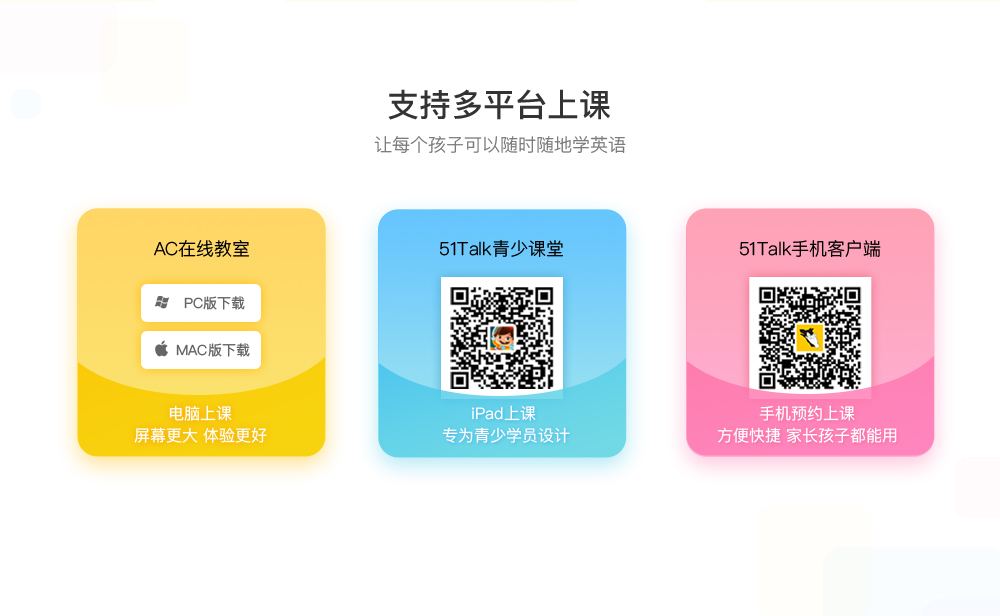 支持多平台上课
让每个孩子可以随时随地学英语
AC在线教室
PC版下载
MAC版下载
电脑上课
屏幕更大 体验更好
51Talk青少课堂
iPad上课
专为青少学员设计
51Talk手机客户端
手机预约上课
方便快捷 家长孩子都能用